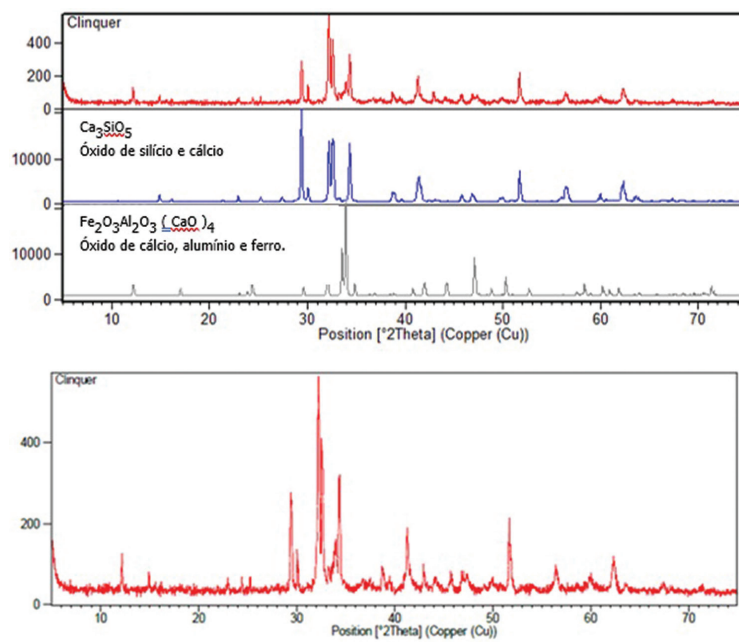 Clinquer
400
200
0
Ca3SiO5
Óxido de silício e cálcio
10000
0
Fe2O3Al2O3 ( CaO )4
Óxido de cálcio, alumínio e ferro.
10000
0
10 20 30 40 50 60 70
Position [°2Theta] (Copper (Cu))
Clinquer
400
200
0
10 20 30 40 50 60 70
Position [°2Theta] (Copper (Cu))